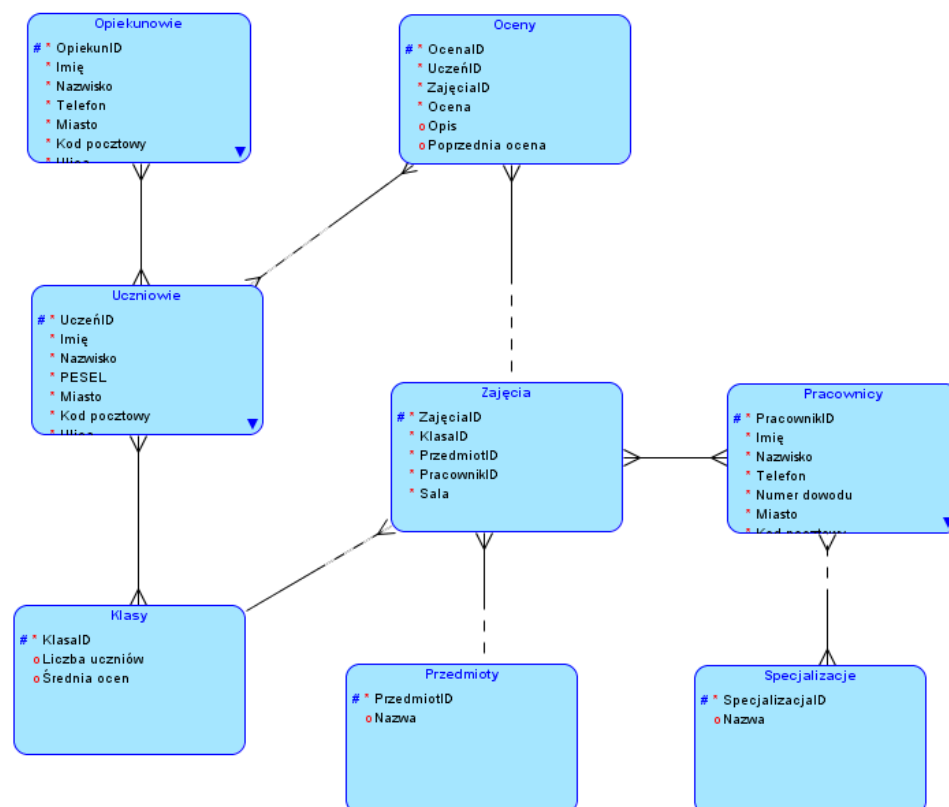 Opiekunowie
# * OpiekunID
* Imię
* Nazwisko
* Telefon
* Miasto
* Kod pocztowy
Oceny
# * OcenaID
* UczeńID
* ZajęciaID
* Ocena
o Opis
o Poprzednia ocena
Uczniowie
# * UczeńID
* Imię
* Nazwisko
* PESEL
* Miasto
* Kod pocztowy
Zajęcia
# * ZajęciaID
* KlasaID
* PrzedmiotID
* PracownikID
* Sala
Pracownicy
# * PracownikID
* Imię
* Nazwisko
* Telefon
* Numer dowodu
* Miasto
* Kod pocztowy
Klasy
# * KlasaID
o Liczba uczniów
o Średnia ocen
Przedmioty
# * PrzedmiotID
o Nazwa
Specjalizacje
# * SpecjalizacjaID
o Nazwa